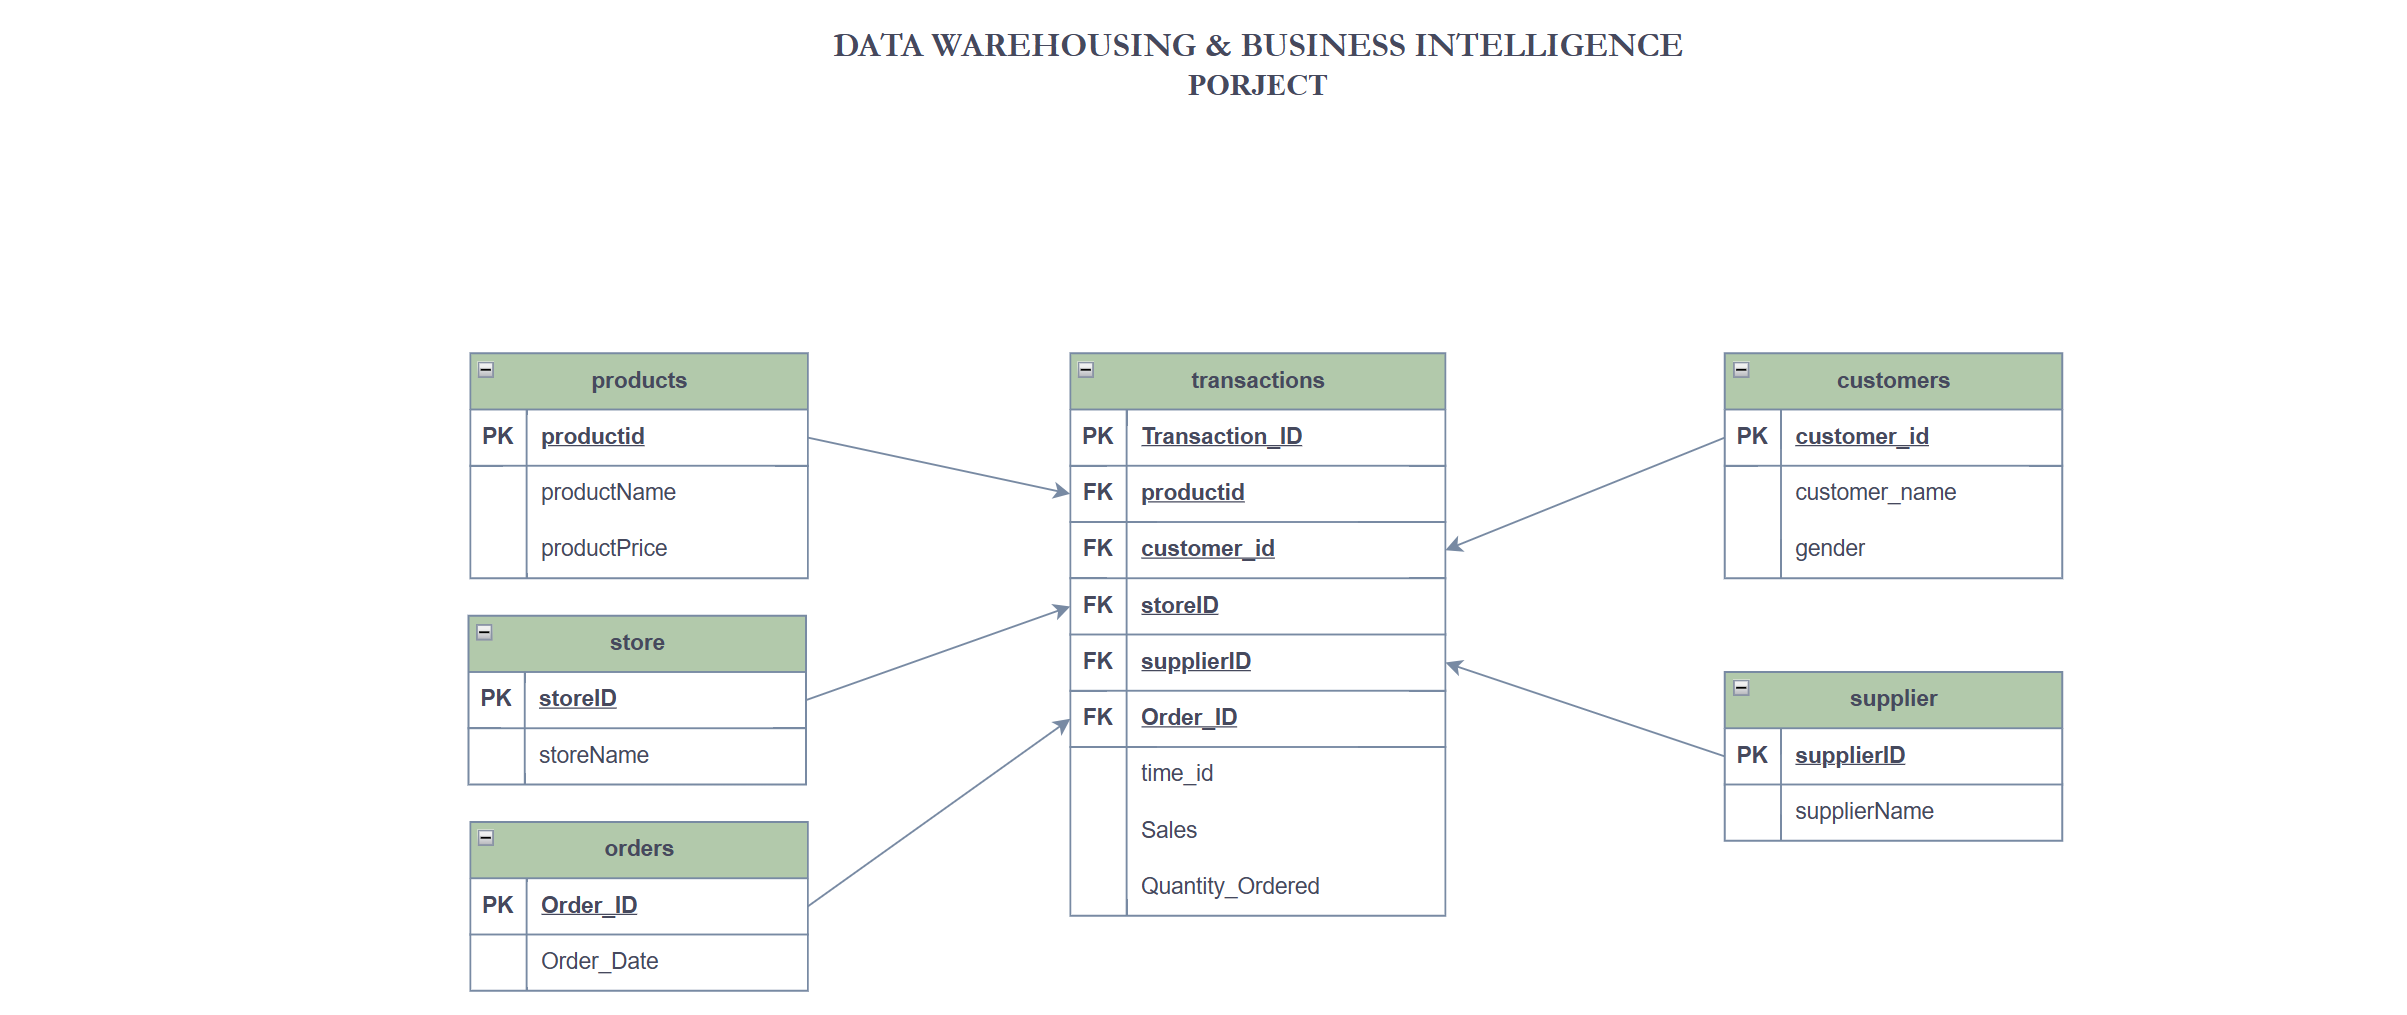 DATA WAREHOUSING & BUSINESS INTELLIGENCE
PORJECT
products
PK productid
productName
productPrice
store
PK storeID
storeName
orders
PK Order_ID
Order_Date
transactions
PK Transaction_ID
FK productid
FK customer_id
FK storeID
FK supplierID
FK Order_ID
time_id
Sales
Quantity_Ordered
customers
PK customer_id
customer_name
gender
supplier
PK supplierID
supplierName